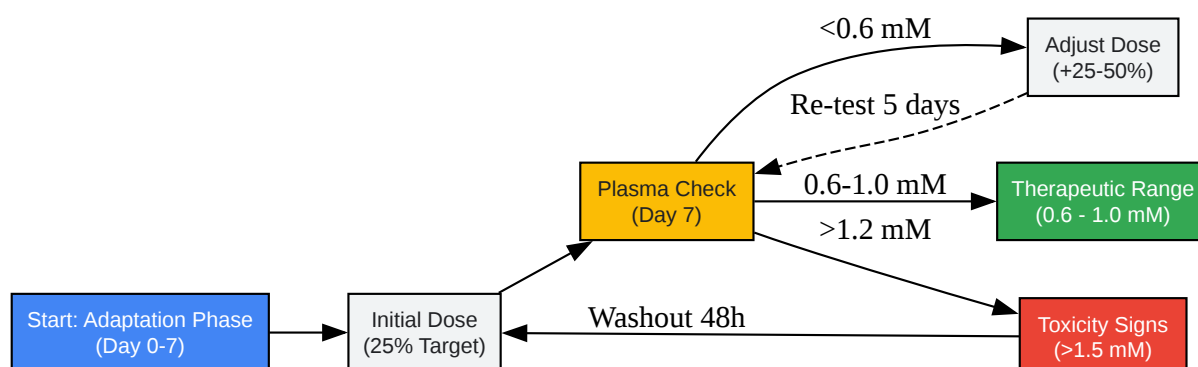 <0.6 mM
Adjust Dose
(+25-50%)
Re-test 5 days
Plasma Check
(Day 7)
0.6-1.0 mM
Therapeutic Range
(0.6 - 1.0 mM)
>1.2 mM
Start: Adaptation Phase
(Day 0-7)
Initial Dose
(25% Target)
Washout 48h
Toxicity Signs
(>1.5 mM)